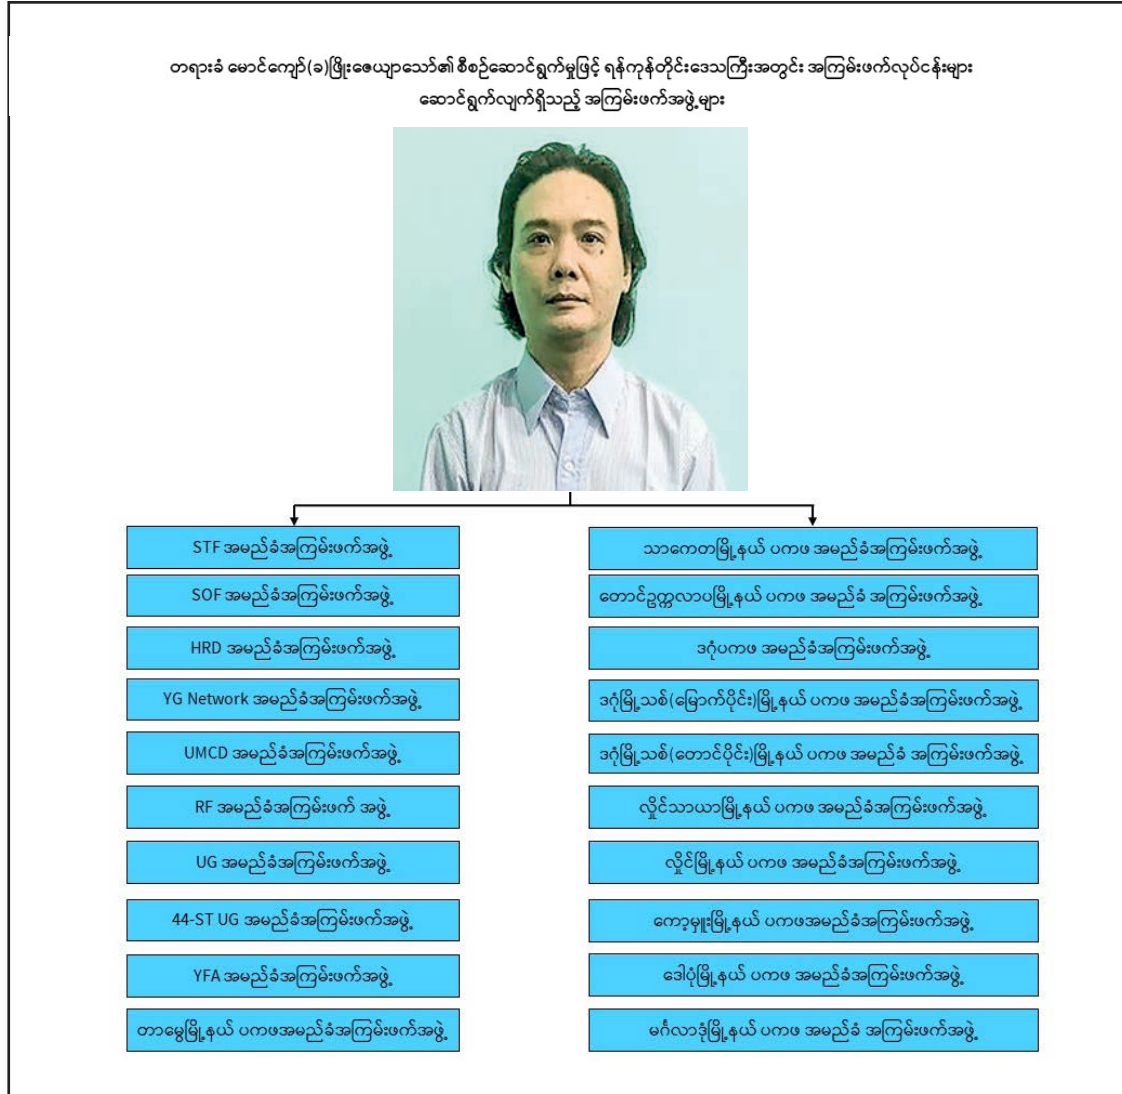 တရားခံ မောင်ကျော်(ခ)ဖြိုးဇေယျာသော်၏ စီစဉ်ဆောင်ရွက်မှုဖြင့် ရန်ကုန်တိုင်းဒေသကြီးအတွင်း အကြမ်းဖက်လုပ်ငန်းများ
ဆောင်ရွက်လျက်ရှိသည့် အကြမ်းဖက်အဖွဲ့များ
STF အမည်ခံအကြမ်းဖက်အဖွဲ့
SOF အမည်ခံအကြမ်းဖက်အဖွဲ့
HRD အမည်ခံအကြမ်းဖက်အဖွဲ့
YG Network အမည်ခံအကြမ်းဖက်အဖွဲ့
UMCD အမည်ခံအကြမ်းဖက်အဖွဲ့
RF အမည်ခံအကြမ်းဖက် အဖွဲ့
UG အမည်ခံအကြမ်းဖက်အဖွဲ့
44-ST UG အမည်ခံအကြမ်းဖက်အဖွဲ့
YFA အမည်ခံအကြမ်းဖက်အဖွဲ့
တာမွေမြို့နယ် ပကဖအမည်ခံအကြမ်းဖက်အဖွဲ့
သာကေတမြို့နယ် ပကဖ အမည်ခံအကြမ်းဖက်အဖွဲ့
တောင်ဥက္ကလာပမြို့နယ် ပကဖ အမည်ခံ အကြမ်းဖက်အဖွဲ့
ဒဂုံပကဖ အမည်ခံအကြမ်းဖက်အဖွဲ့
ဒဂုံမြို့သစ်(မြောက်ပိုင်း)မြို့နယ် ပကဖ အမည်ခံအကြမ်းဖက်အဖွဲ့
ဒဂုံမြို့သစ်(တောင်ပိုင်း)မြို့နယ် ပကဖ အမည်ခံ အကြမ်းဖက်အဖွဲ့
လှိုင်သာယာမြို့နယ် ပကဖ အမည်ခံအကြမ်းဖက်အဖွဲ့
လှိုင်မြို့နယ် ပကဖ အမည်ခံအကြမ်းဖက်အဖွဲ့
ကော့မှူးမြို့နယ် ပကဖအမည်ခံအကြမ်းဖက်အဖွဲ့
ဒေါပုံမြို့နယ် ပကဖ အမည်ခံအကြမ်းဖက်အဖွဲ့
မင်္ဂလာဒုံမြို့နယ် ပကဖ အမည်ခံ အကြမ်းဖက်အဖွဲ့